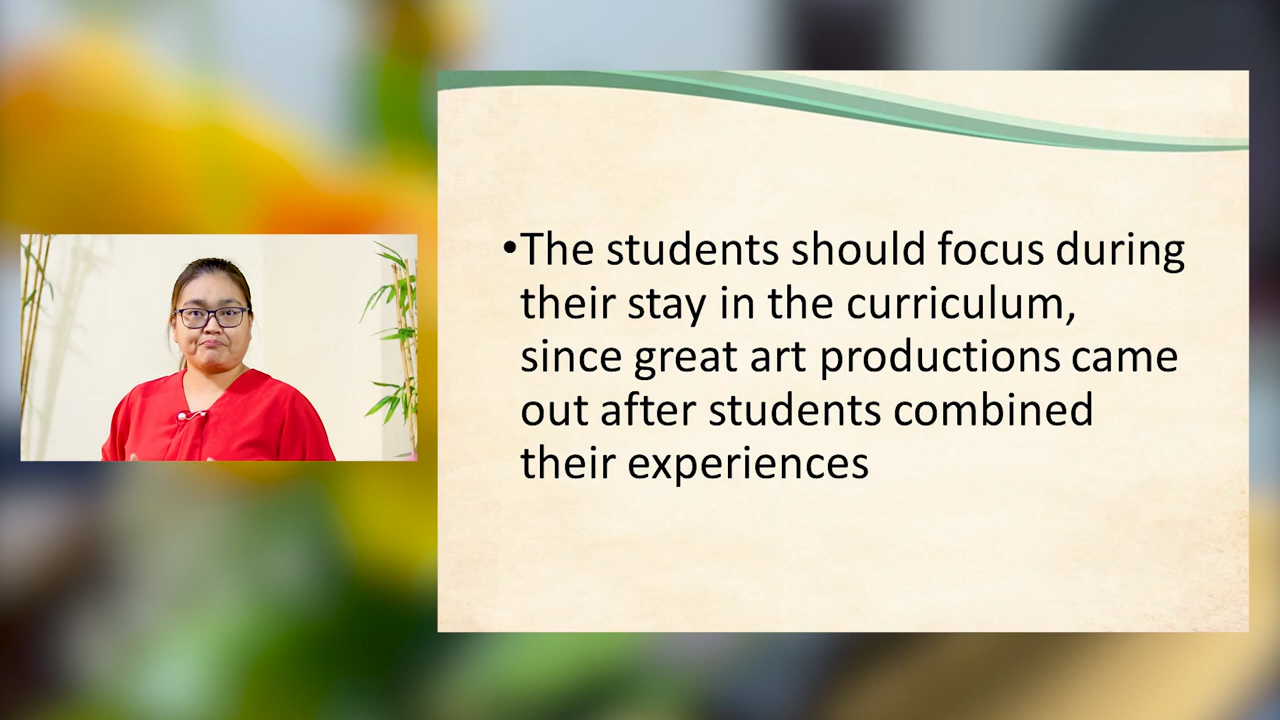 •The students should focus during
their stay in the curriculum,
since great art productions came
out after students combined
their experiences